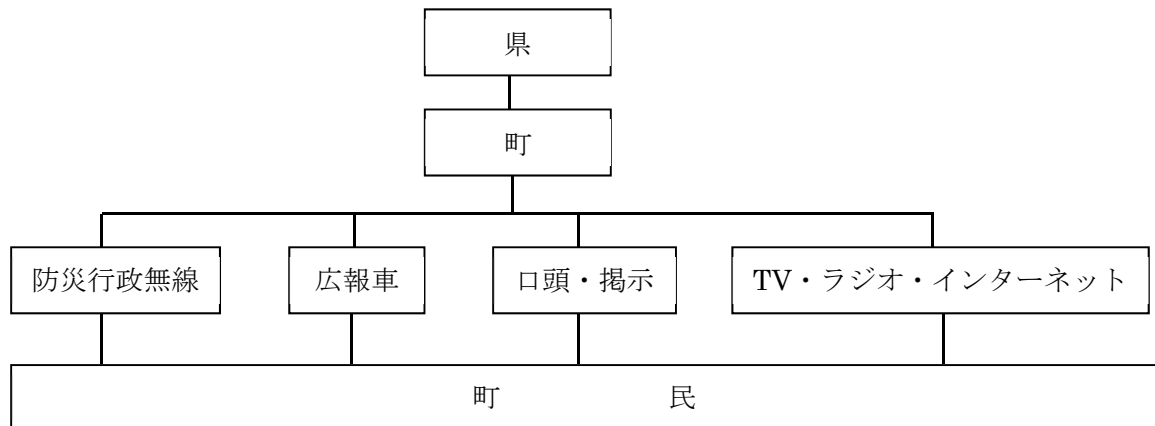 県
町
防災行政無線
広報車
口頭・掲示
TV・ラジオ・インターネット
町 民